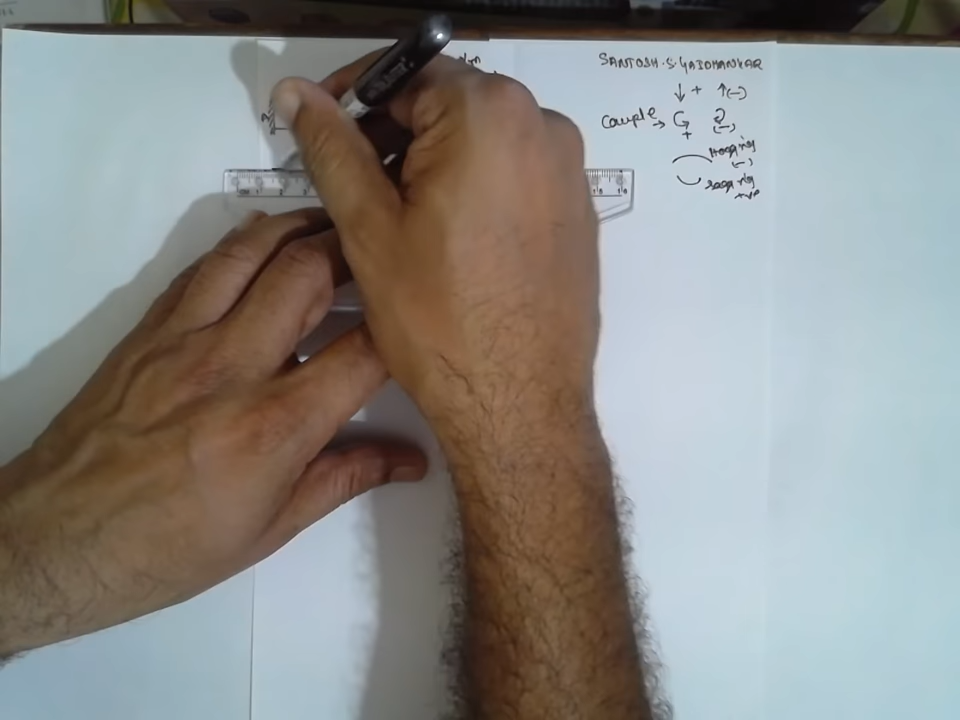 SANTOSH.S.GAIDHANKAR
↓ + ↑(-)
Couple →
+ (-)
Hogging
(-)
sagging
+ve